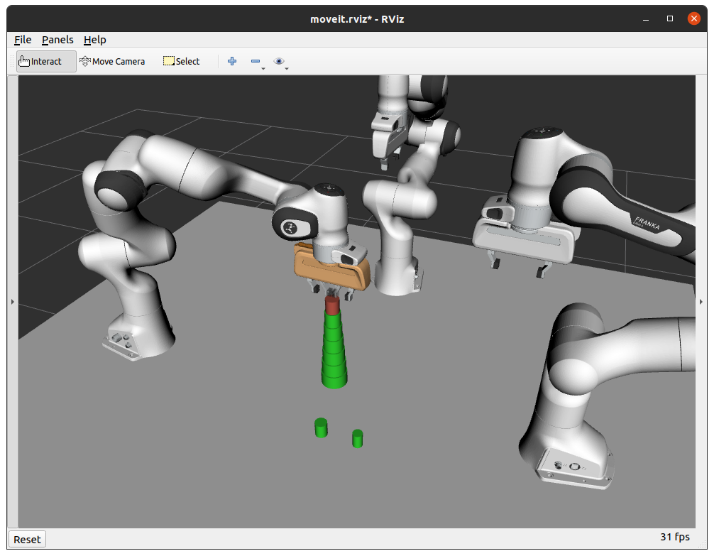 moveit.rviz* - RViz
File Panels Help
Interact Move Camera Select
FRANKA
Reset
31 fps